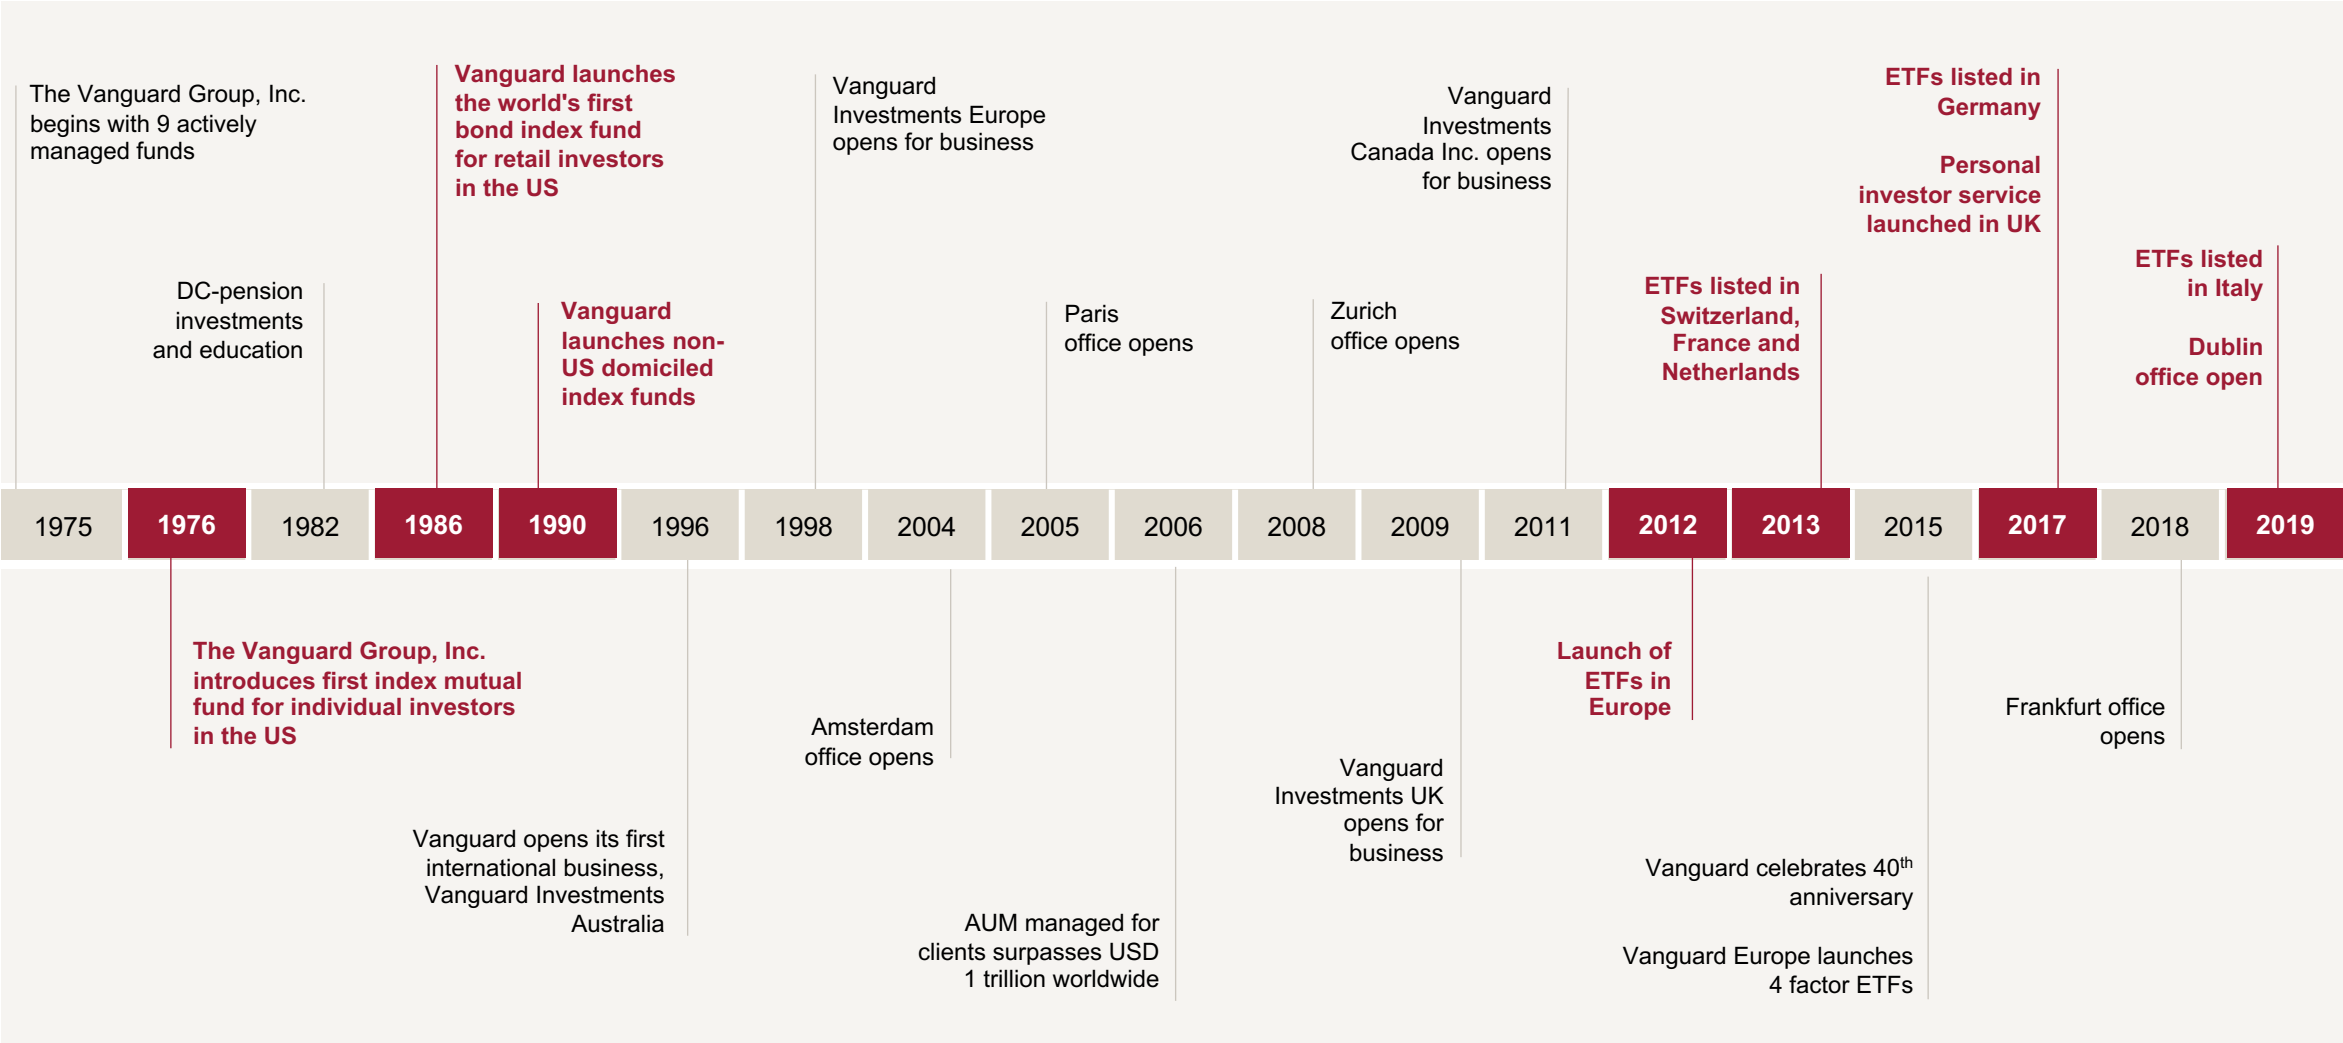 The Vanguard Group, Inc.
begins with 9 actively
managed funds
Vanguard launches
the world's first
bond index fund
for retail investors
in the US
Vanguard
Investments Europe
opens for business
Vanguard
Investments
Canada Inc. opens
for business
ETFs listed in
Germany
Personal
investor service
launched in UK
DC-pension
investments
and education
Vanguard
launches non-
US domiciled
index funds
Paris
office opens
Zurich
office opens
ETFs listed in
Switzerland,
France and
Netherlands
ETFs listed
in Italy
Dublin
office open
1975 1976 1982 1986 1990 1996 1998 2004 2005 2006 2008 2009 2011 2012 2013 2015 2017 2018 2019
The Vanguard Group, Inc.
introduces first index mutual
fund for individual investors
in the US
Vanguard opens its first
international business,
Vanguard Investments
Australia
Amsterdam
office opens
AUM managed for
clients surpasses USD
1 trillion worldwide
Vanguard
Investments UK
opens for
business
Launch of
ETFs in
Europe
Vanguard celebrates 40th
anniversary
Vanguard Europe launches
4 factor ETFs
Frankfurt office
opens